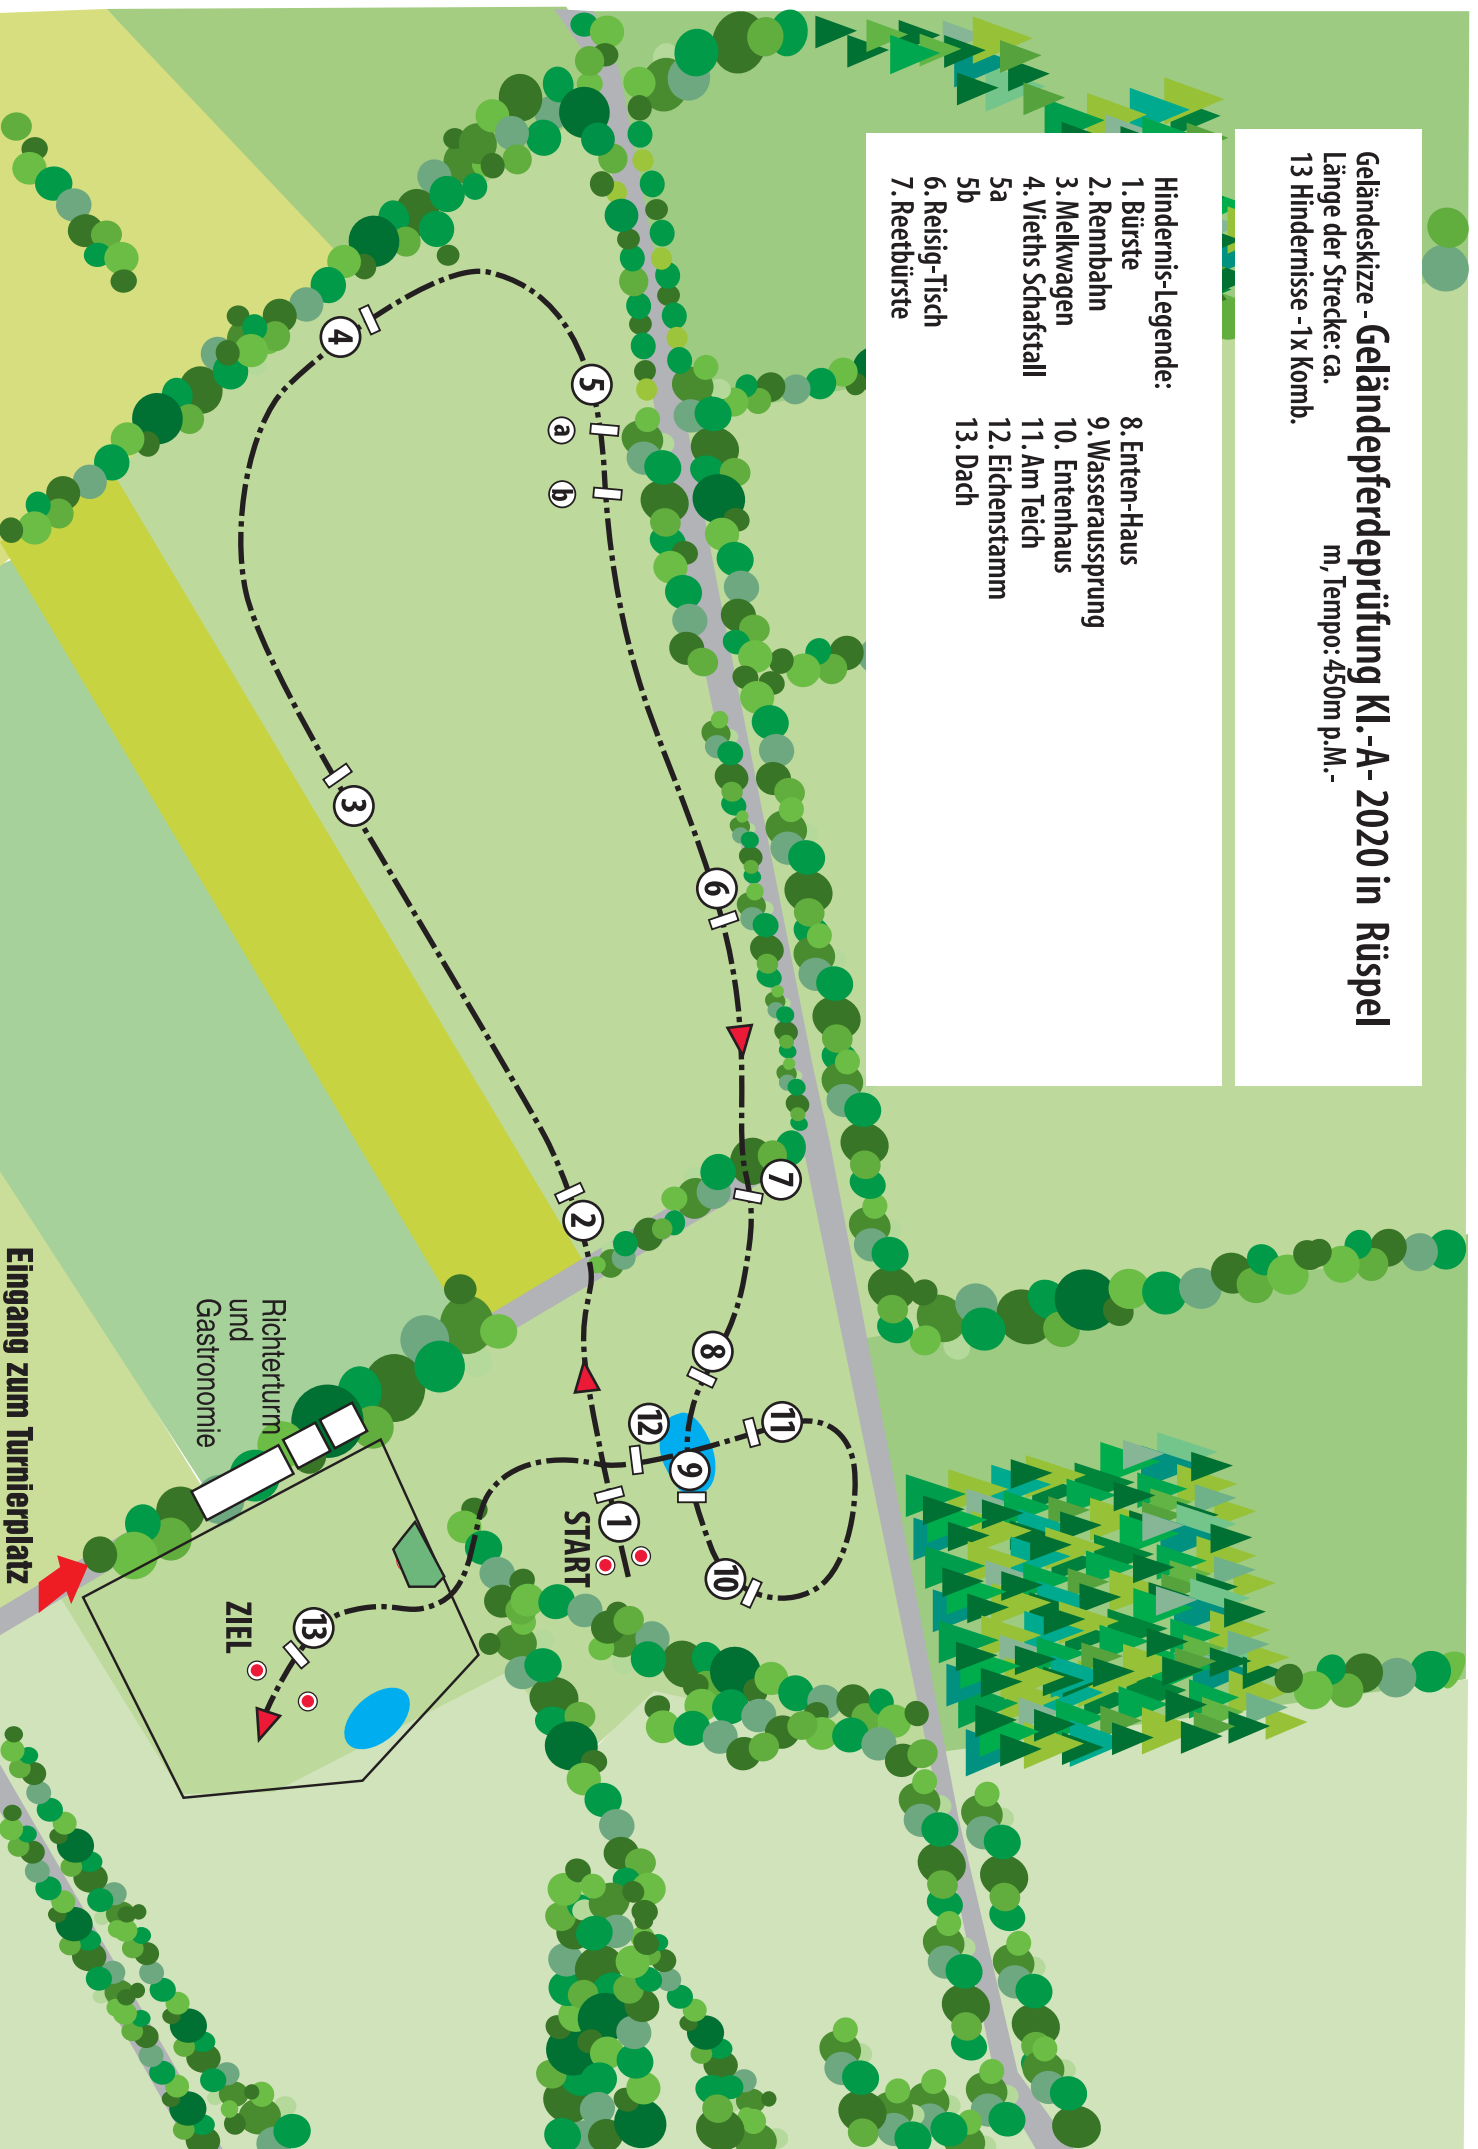 Geländeskizze - Geländepferdeprüfung Kl.-A- 2020 in Rüspel
Länge der Strecke: ca. m, Tempo: 450m p.M.-
13 Hindernisse - 1x Komb.
Hindernis-Legende:
1. Bürste
2. Rennbahn
3. Melkwagen
4. Vieths Schafstall
5a
5b
6. Reisig-Tisch
7. Reetbürste
8. Enten-Haus
9. Wasseraussprung
10. Entenhaus
11. Am Teich
12. Eichenstamm
13. Dach
4
5
a
b
3
6
7
2
8
11
12
9
1
START
10
13
ZIEL
Richterturm
und
Gastronomie
Eingang zum Turnierplatz